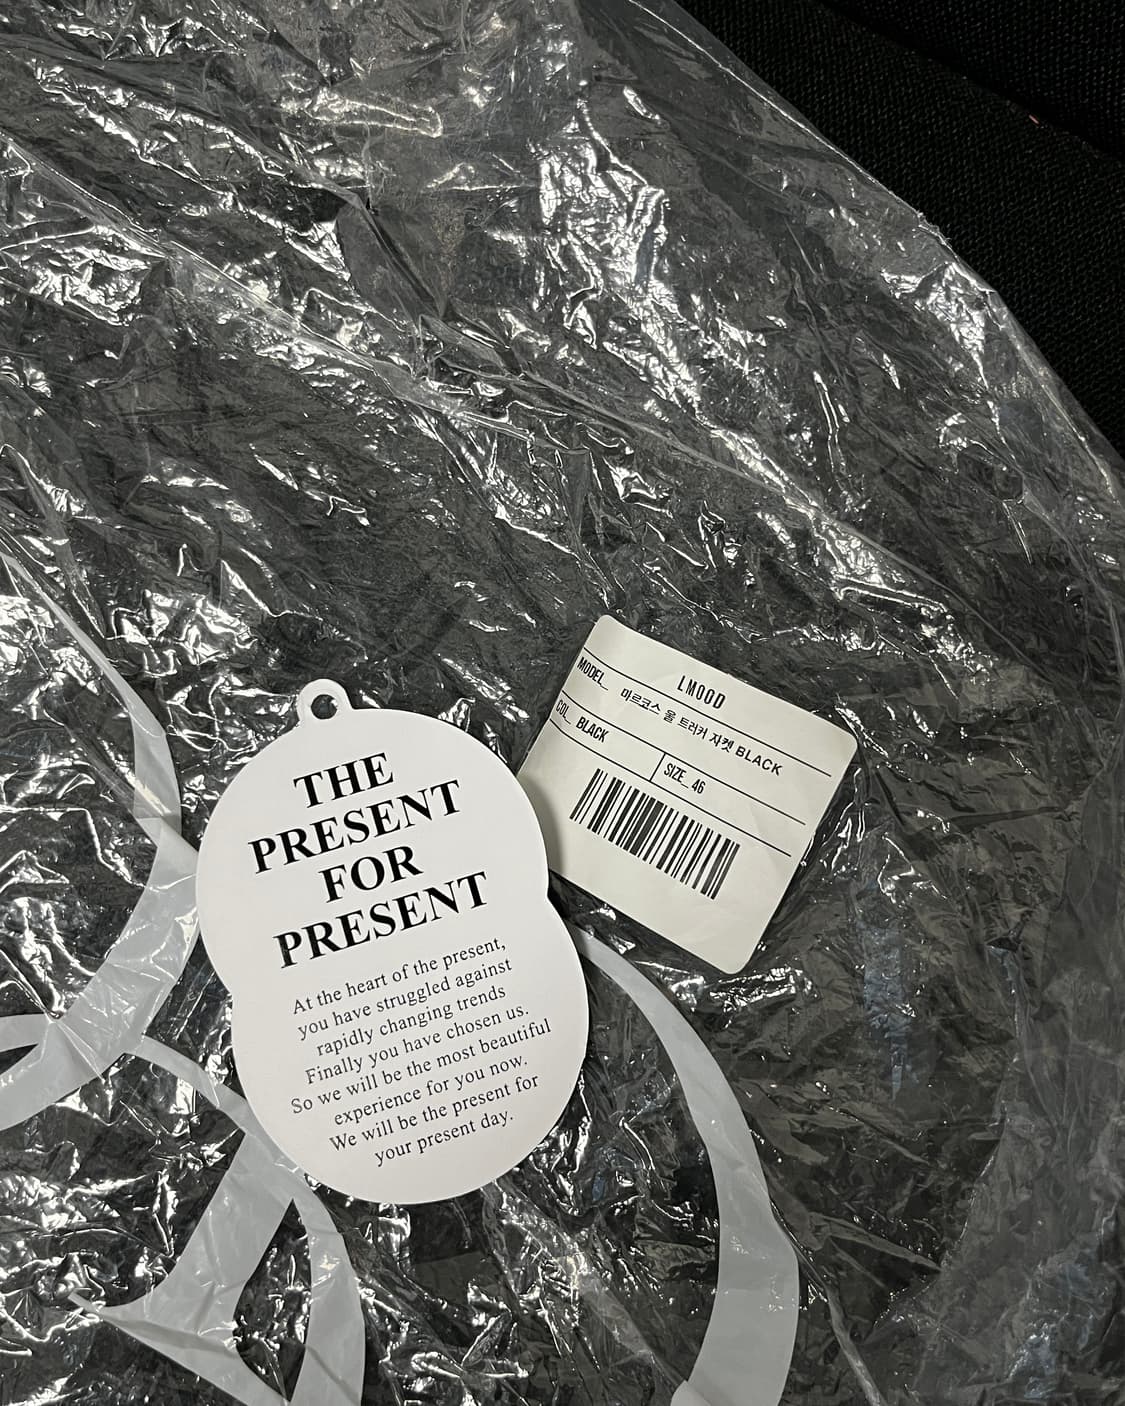 THE
PRESENT
FOR
PRESENT
At the heart of the present,
you have struggled against
rapidly changing trends
Finally you have chosen us.
So we will be the most beautiful
experience for you now.
We will be the present for
your present day.
LMOOD
MODEL_ 마르코스 울 트러커 자켓 BLACK
COL_ BLACK
SIZE_ 46